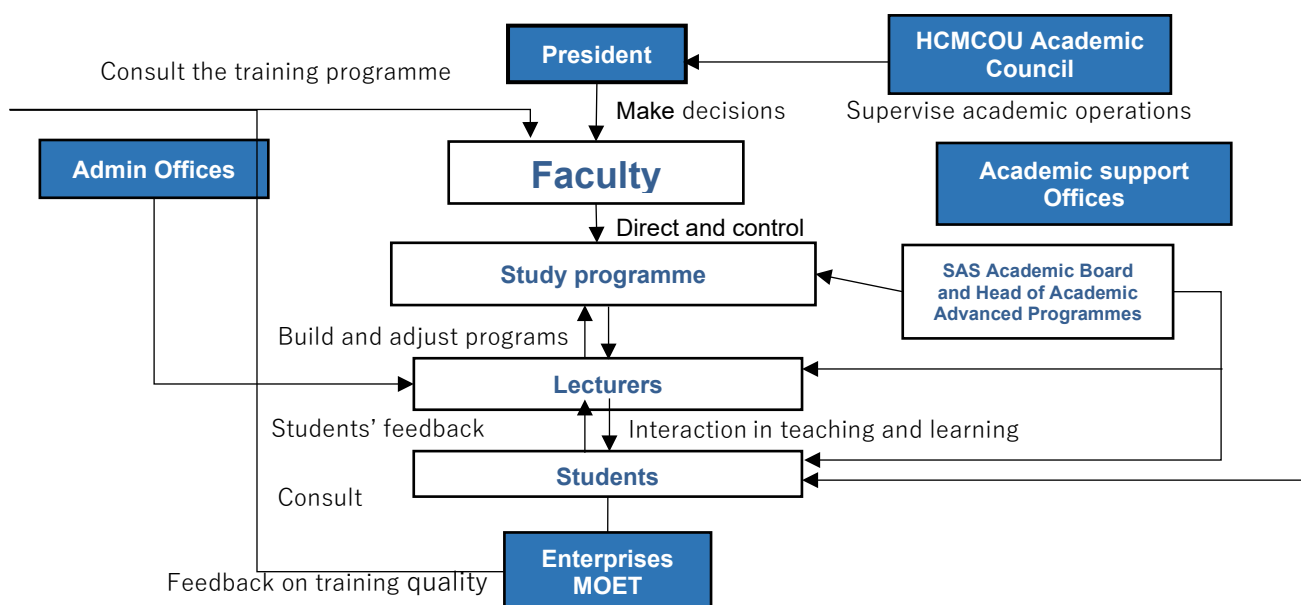 President
HCMCOU Academic
Council
Consult the training programme
Make decisions
Supervise academic operations
Admin Offices
Faculty
Academic support
Offices
Direct and control
Study programme
SAS Academic Board
and Head of Academic
Advanced Programmes
Build and adjust programs
Lecturers
Students’ feedback
Interaction in teaching and learning
Students
Consult
Enterprises
MOET
Feedback on training quality